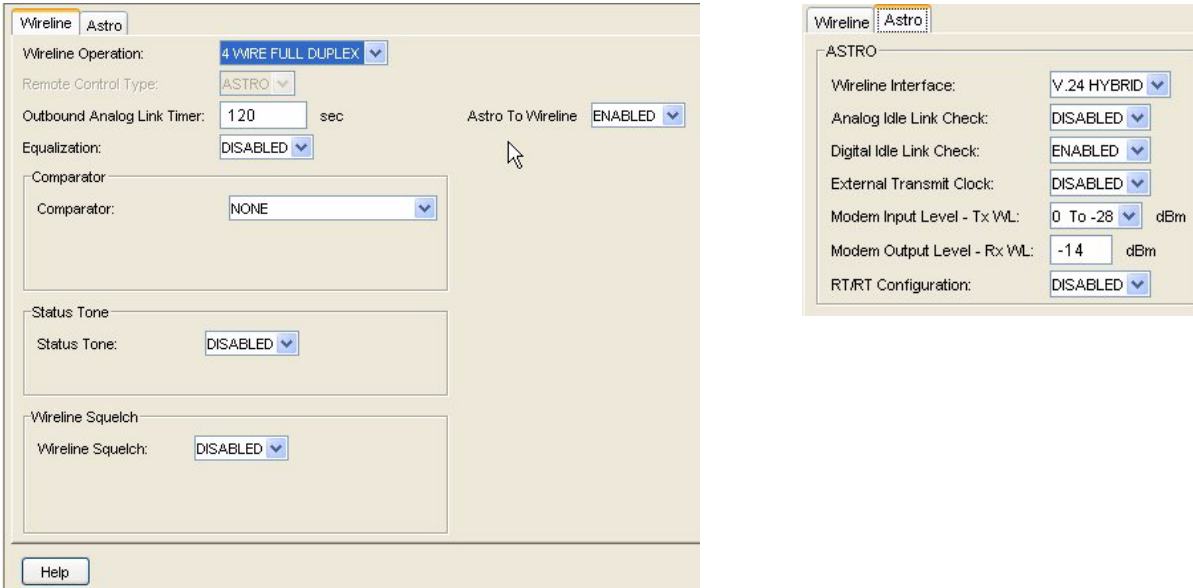 Wireline Astro
Wireline Operation: 4 WIRE FULL DUPLEX
Remote Control Type: ASTRO
Outbound Analog Link Timer: 120 sec Astro To Wireline ENABLED
Equalization: DISABLED
Comparator
Comparator: NONE
Status Tone
Status Tone: DISABLED
Wireline Squelch
Wireline Squelch: DISABLED
Help
Wireline Astro
ASTRO
Wireline Interface: V.24 HYBRID
Analog Idle Link Check: DISABLED
Digital Idle Link Check: ENABLED
External Transmit Clock: DISABLED
Modem Input Level - Tx WL: 0 To -28 dBm
Modem Output Level - Rx WL: -14 dBm
RT/RT Configuration: DISABLED